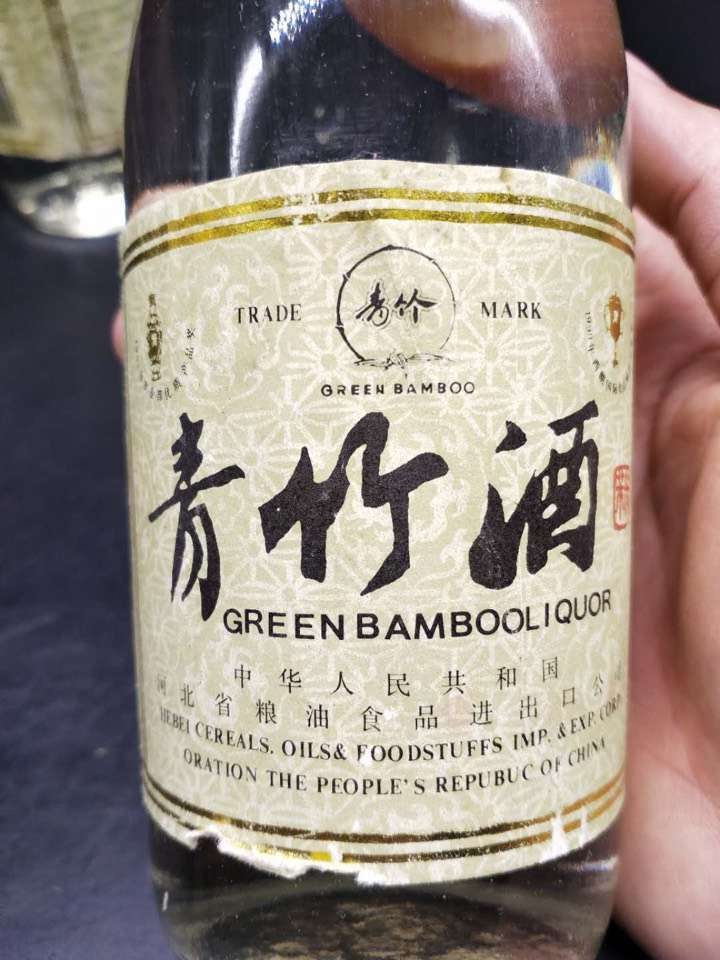 TRADE
青竹
MARK
GREEN BAMBOO
青竹酒
GREEN BAMBOOLIQUOR
中华人民共和国
河北省粮油食品进出口公司
HEBEI CEREALS. OILS& FOODSTUFFS IMP. & EXP. CORP
ORATION THE PEOPLE'S REPUBUC OF CHINA